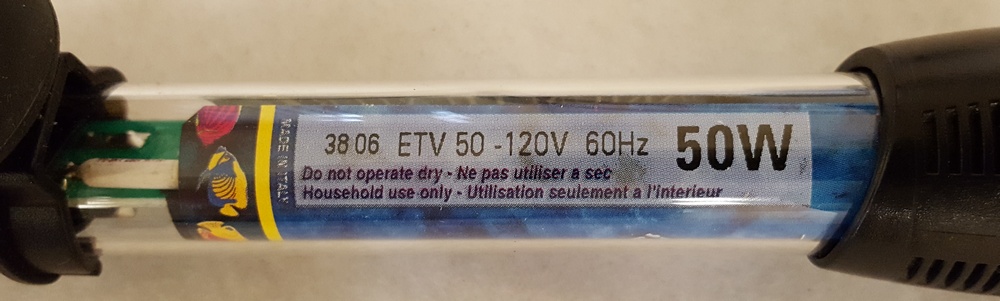 38 06 ETV 50 -120V 60Hz 50W
Do not operate dry - Ne pas utiliser a sec
Household use only - Utilisation seulement a l'interieur
MADE IN ITALY